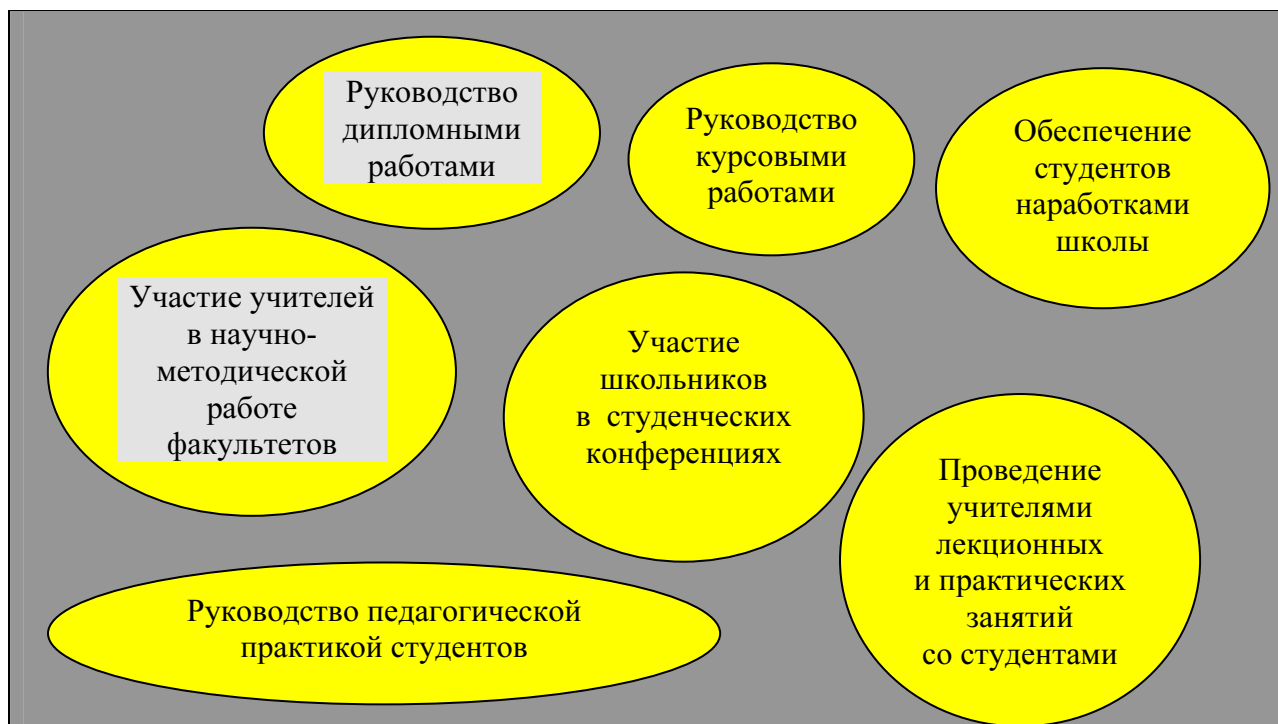 Руководство
дипломными
работами
Руководство
курсовыми
работами
Обеспечение
студентов
наработками
школы
Участие учителей
в научно-
методической
работе
факультетов
Участие
школьников
в студенческих
конференциях
Проведение
учителями
лекционных
и практических
занятий
со студентами
Руководство педагогической
практикой студентов